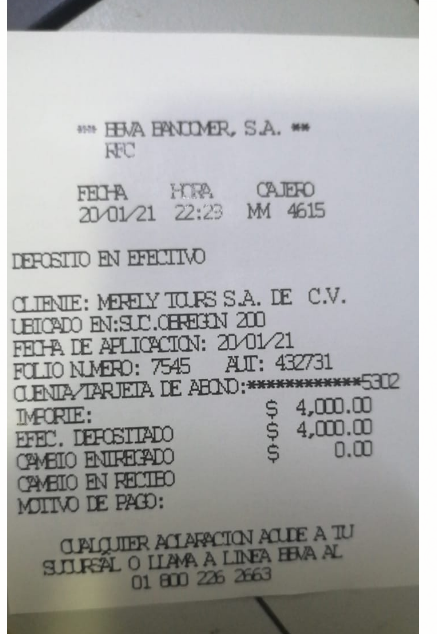 *** BBVA BANCOMER, S.A. ***
RFC
FECHA HORA CAJERO
20/01/21 22:23 MM 4615
DEPOSITO EN EFECTIVO
CLIENTE: MERELY TOURS S.A. DE C.V.
UBICADO EN:SUC.OBREGON 200
FECHA DE APLICACION: 20/01/21
FOLIO NUMERO: 7545 AUT: 432731
CUENTA/TARJETA DE ABONO:************5302
IMPORTE: $ 4,000.00
EFEC. DEPOSITADO $ 4,000.00
CAMBIO ENTREGADO $ 0.00
CAMBIO EN RECIBO
MOTIVO DE PAGO:
CUALQUIER ACLARACION ACUDE A TU
SUCURSAL O LLAMA A LINEA BBVA AL
01 800 226 2663